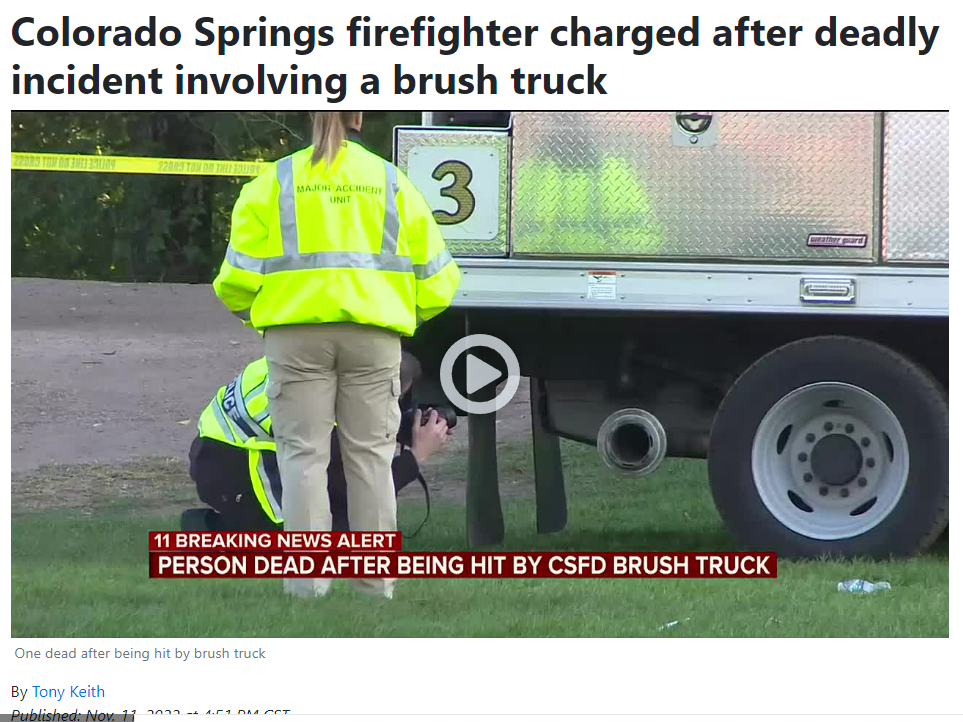 Colorado Springs firefighter charged after deadly
incident involving a brush truck
POLICE LINE DO NOT CROSS
MAJOR ACCIDENT
UNIT
3
weather guard
11 BREAKING NEWS ALERT
PERSON DEAD AFTER BEING HIT BY CSFD BRUSH TRUCK
One dead after being hit by brush truck
By Tony Keith
Published: Nov. 11, 2022 at 4:51 PM CST